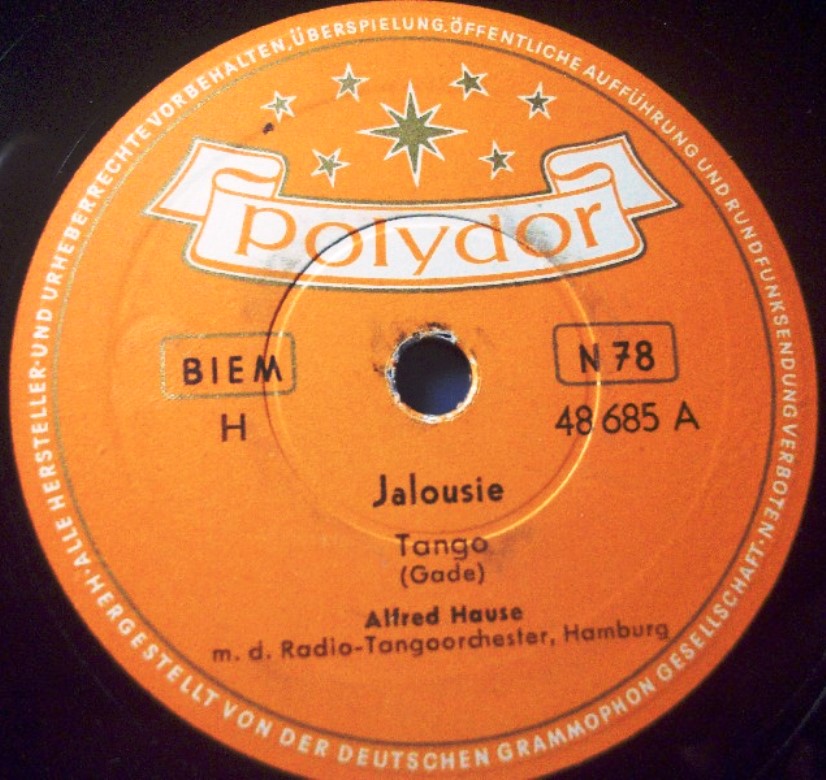 ALLE HERSTELLER-UND URHEBERRECHTE VORBEHALTEN, ÜBERSPIELUNG, ÖFFENTLICHE AUFFÜHRUNG UND RUNDFUNKSENDUNG VERBOTEN·
HERGESTELLT VON DER DEUTSCHEN GRAMMOPHON GESELLSCHAFT·
polydor
BIEM
N 78
H
48 685 A
Jalousie
Tango
(Gade)
Alfred Hause
m. d. Radio-Tangoorchester, Hamburg